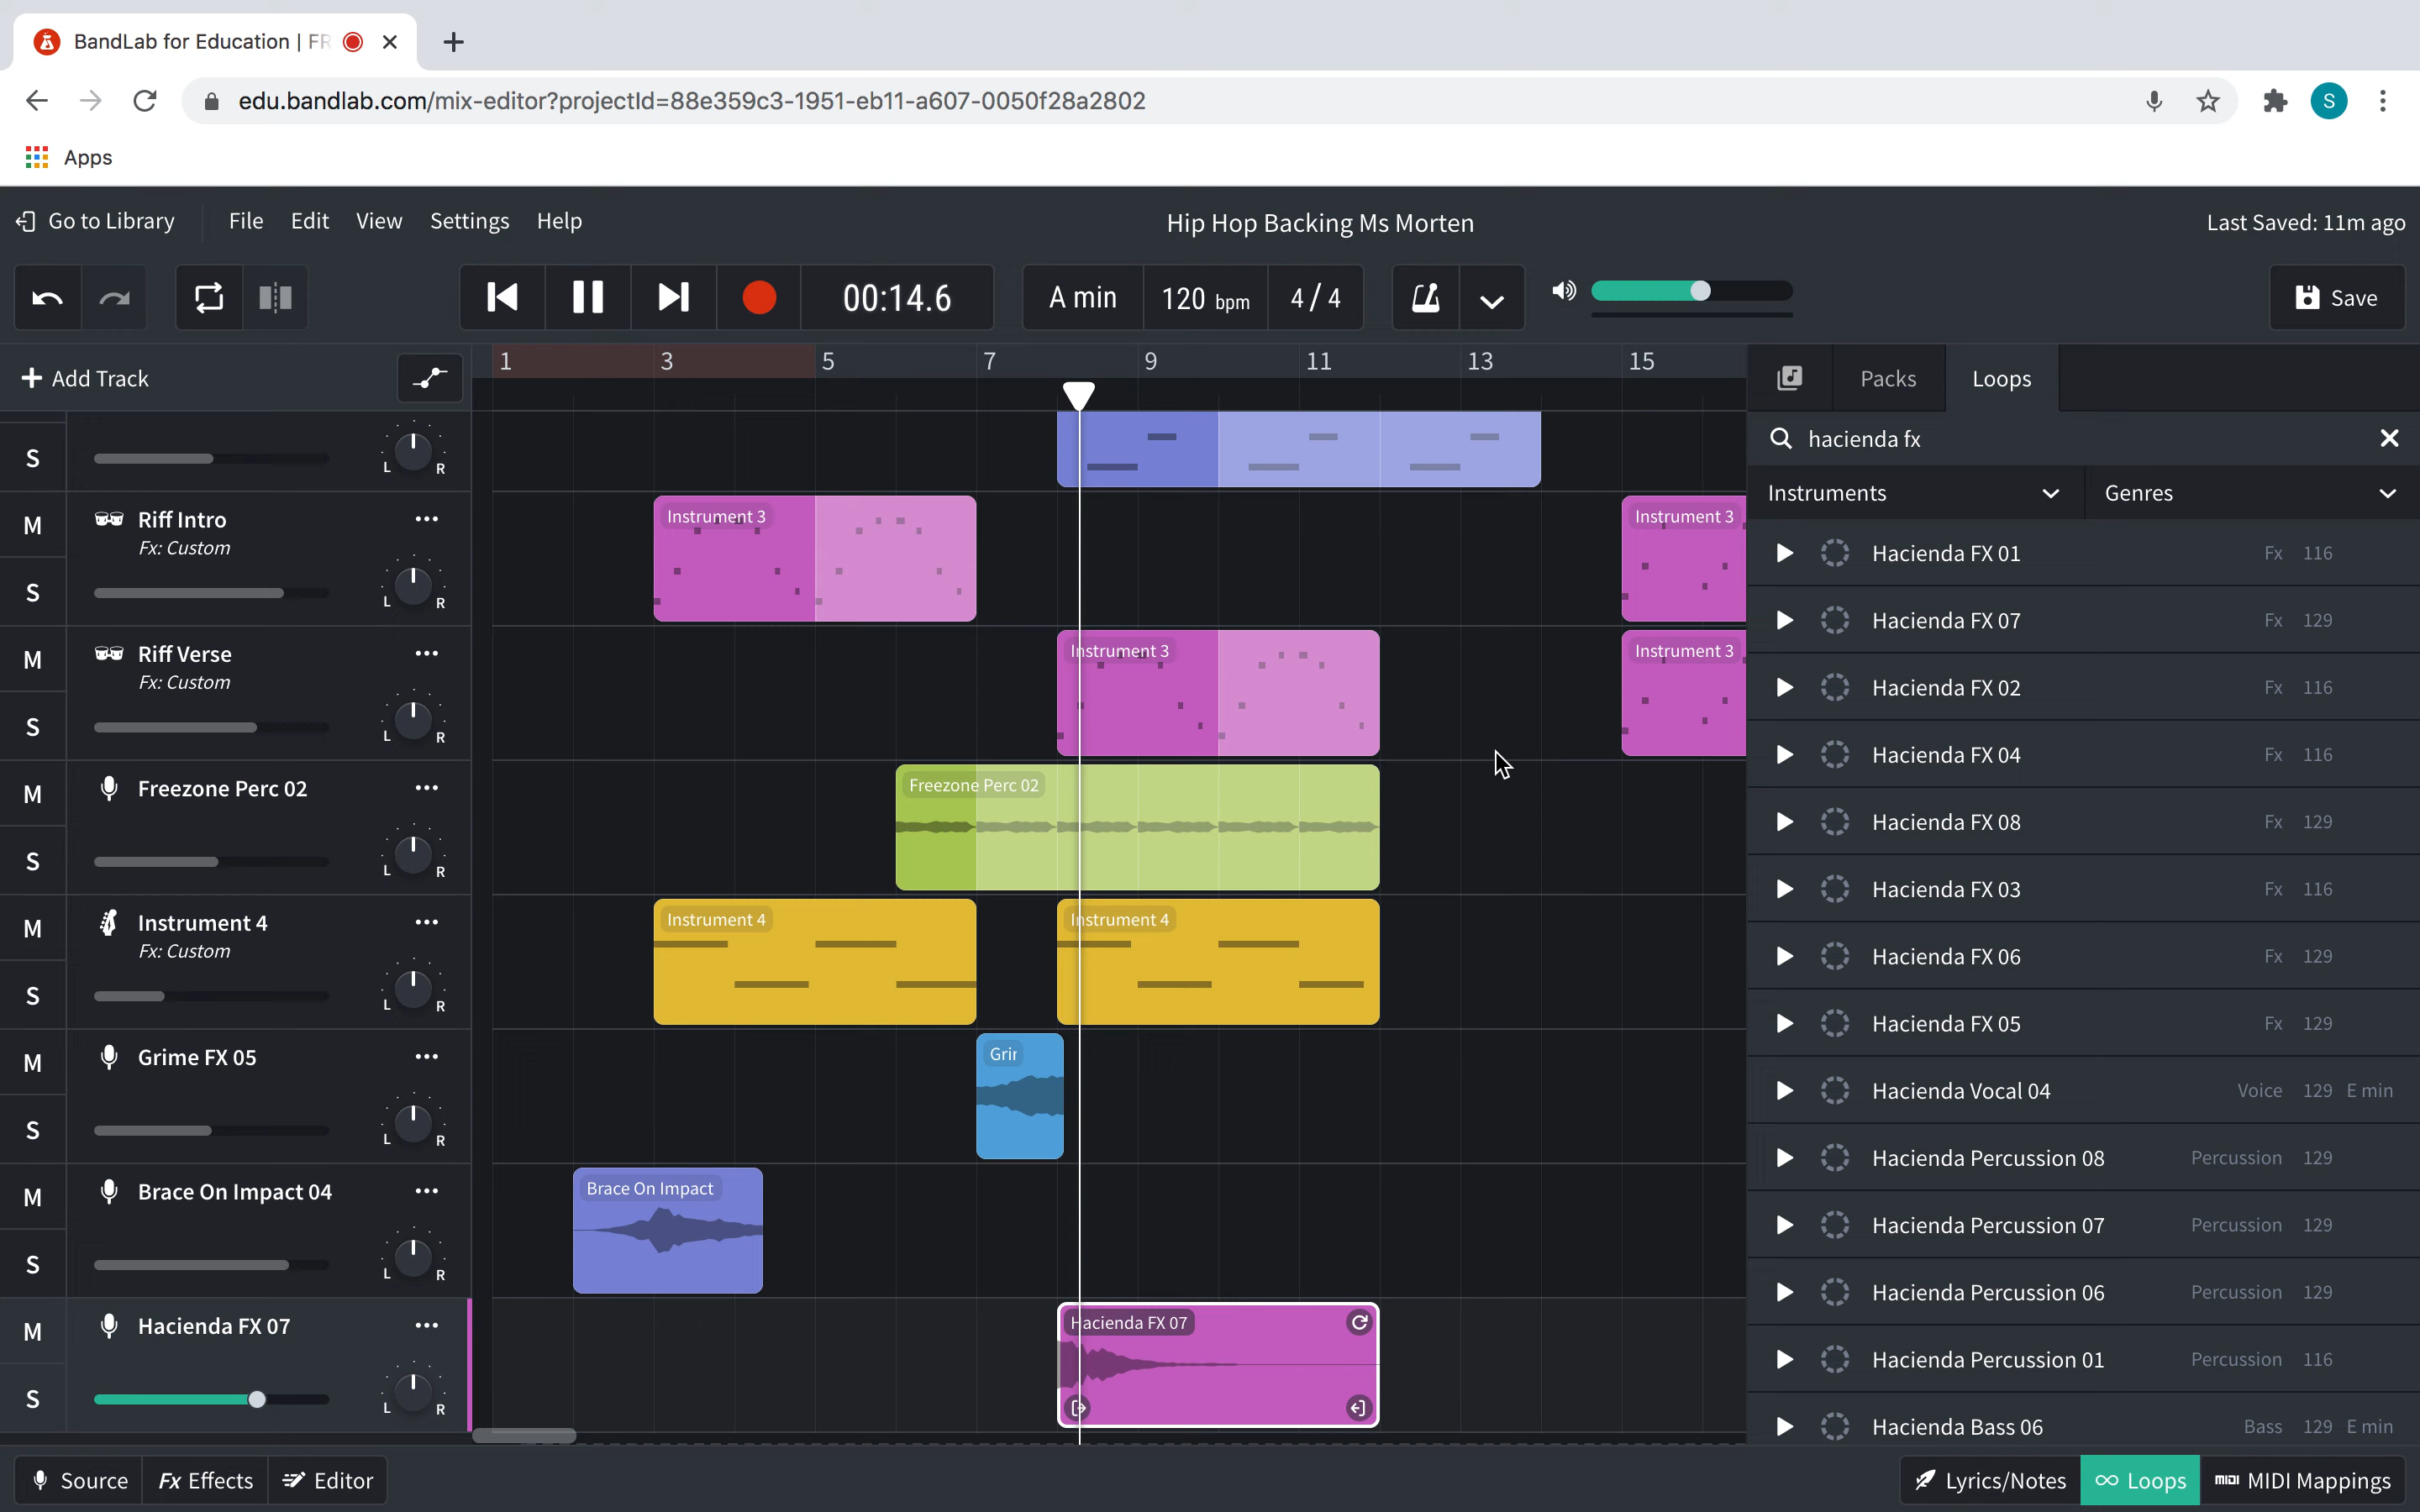 BandLab for Education | FR
edu.bandlab.com/mix-editor?projectId=88e359c3-1951-eb11-a607-0050f28a2802
S
Apps
Go to Library File Edit View Settings Help
Hip Hop Backing Ms Morten
Last Saved: 11m ago
00:14.6
A min 120 bpm 4 / 4
Save
+ Add Track
1 3 5 7 9 11 13 15
Packs Loops
hacienda fx
Instruments Genres
S L R
M Riff Intro
Fx: Custom
S L R
Instrument 3
Instrument 3
M Riff Verse
Fx: Custom
S L R
Instrument 3
Instrument 3
M Freezone Perc 02
S L R
Freezone Perc 02
M Instrument 4
Fx: Custom
S L R
Instrument 4
Instrument 4
M Grime FX 05
S L R
Grir
M Brace On Impact 04
S L R
Brace On Impact
M Hacienda FX 07
S L R
Hacienda FX 07
Hacienda FX 01 Fx 116
Hacienda FX 07 Fx 129
Hacienda FX 02 Fx 116
Hacienda FX 04 Fx 116
Hacienda FX 08 Fx 129
Hacienda FX 03 Fx 116
Hacienda FX 06 Fx 129
Hacienda FX 05 Fx 129
Hacienda Vocal 04 Voice 129 E min
Hacienda Percussion 08 Percussion 129
Hacienda Percussion 07 Percussion 129
Hacienda Percussion 06 Percussion 129
Hacienda Percussion 01 Percussion 116
Hacienda Bass 06 Bass 129 E min
Source Fx Effects Editor
Lyrics/Notes Loops MIDI MIDI Mappings